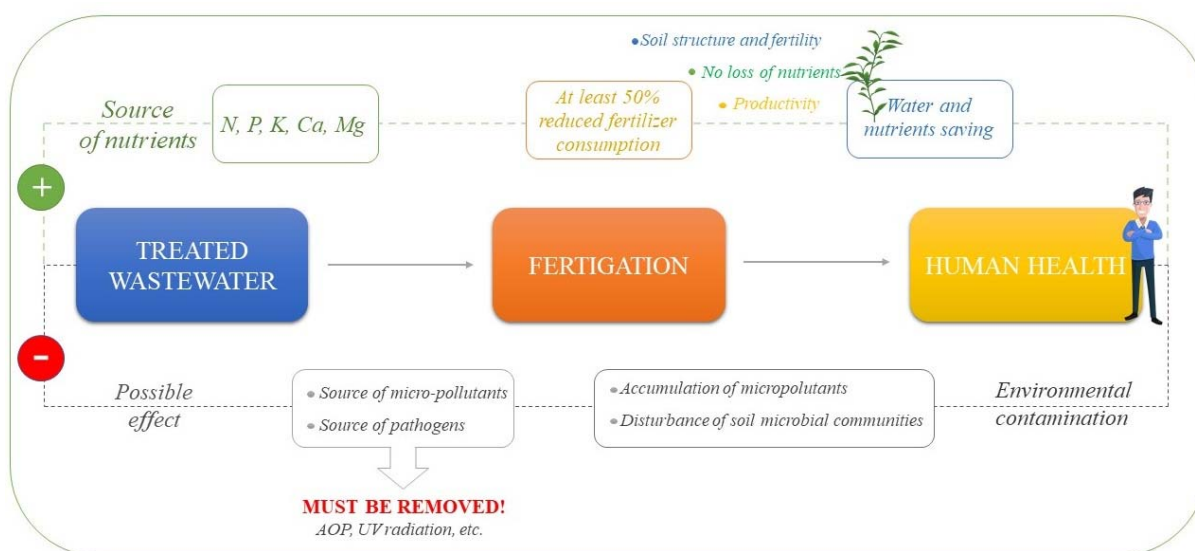 •Soil structure and fertility
• No loss of nutrients
• Productivity
Source
of nutrients
N, P, K, Ca, Mg
At least 50%
reduced fertilizer
consumption
Water and
nutrients saving
+
TREATED
WASTEWATER
FERTIGATION
HUMAN HEALTH
-
Possible
effect
• Source of micro-pollutants
• Source of pathogens
• Accumulation of micropolutants
• Disturbance of soil microbial communities
Environmental
contamination
MUST BE REMOVED!
AOP, UV radiation, etc.